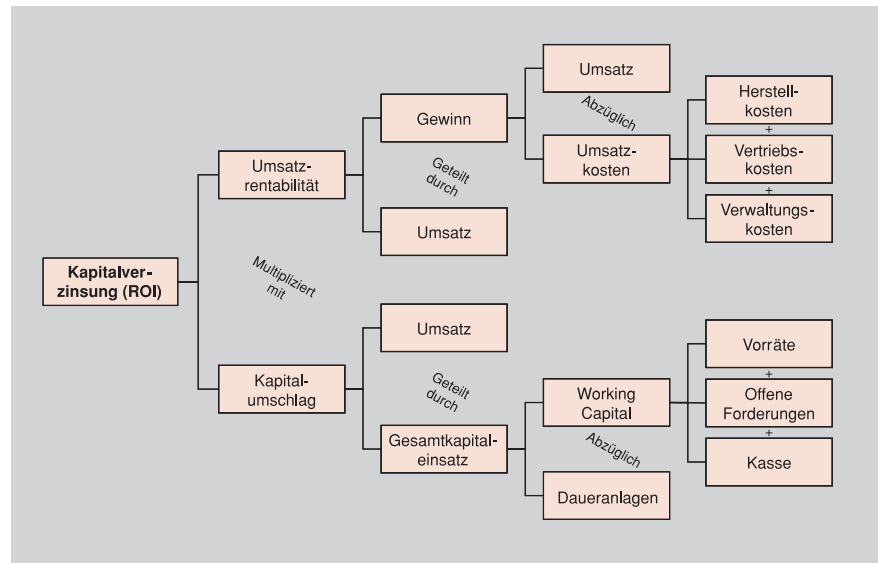 Umsatz
Abzüglich
Herstell-
kosten
+
Gewinn
Umsatz-
kosten
Vertriebs-
kosten
+
Umsatz-
rentabilität
Geteilt
durch
Verwaltungs-
kosten
Umsatz
Kapitalver-
zinsung (ROI)
Multipliziert
mit
Umsatz
Vorräte
+
Kapital-
umschlag
Geteilt
durch
Working
Capital
Offene
Forderungen
+
Gesamtkapital-
einsatz
Abzüglich
Kasse
Daueranlagen